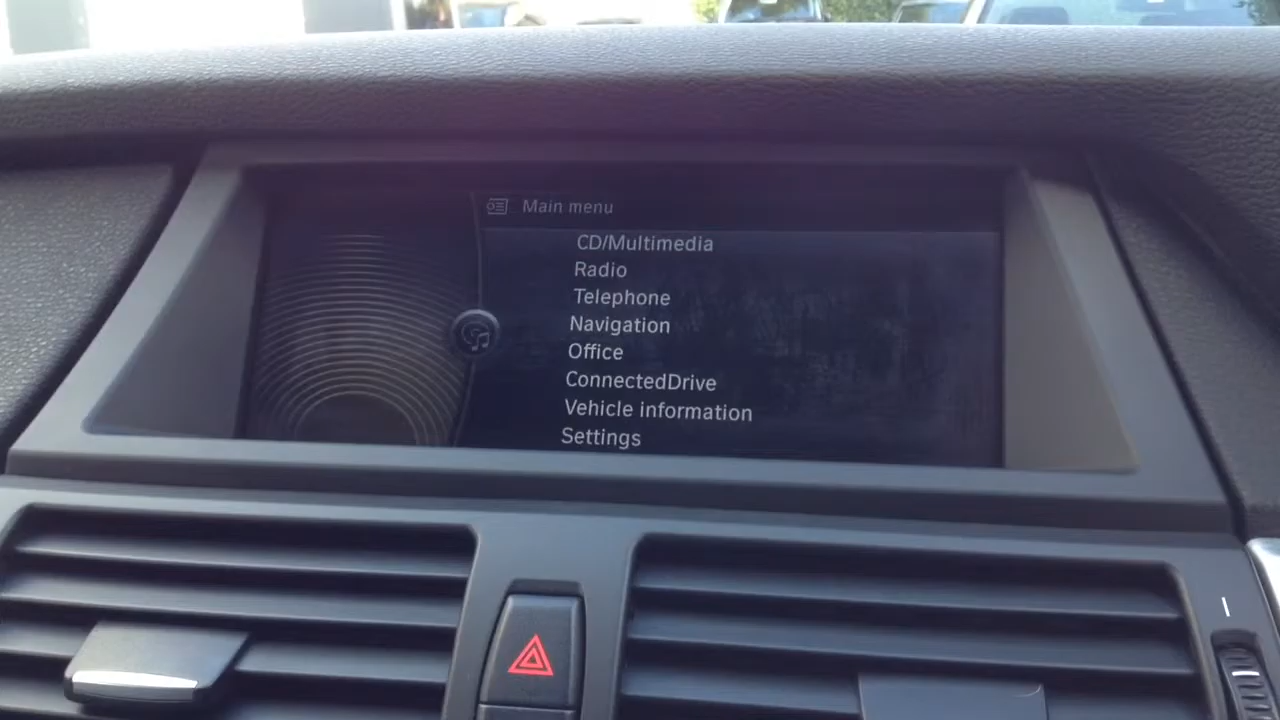 Main menu
CD/Multimedia
Radio
Telephone
Navigation
Office
ConnectedDrive
Vehicle information
Settings